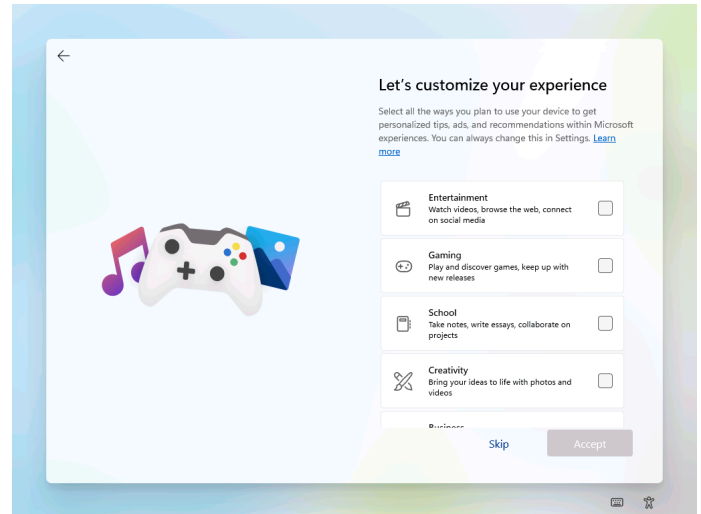 Let's customize your experience
Select all the ways you plan to use your device to get
personalized tips, ads, and recommendations within Microsoft
experiences. You can always change this in Settings. Learn
more
Entertainment
Watch videos, browse the web, connect
on social media
Gaming
Play and discover games, keep up with
new releases
School
Take notes, write essays, collaborate on
projects
Creativity
Bring your ideas to life with photos and
videos
Business
Skip
Accept